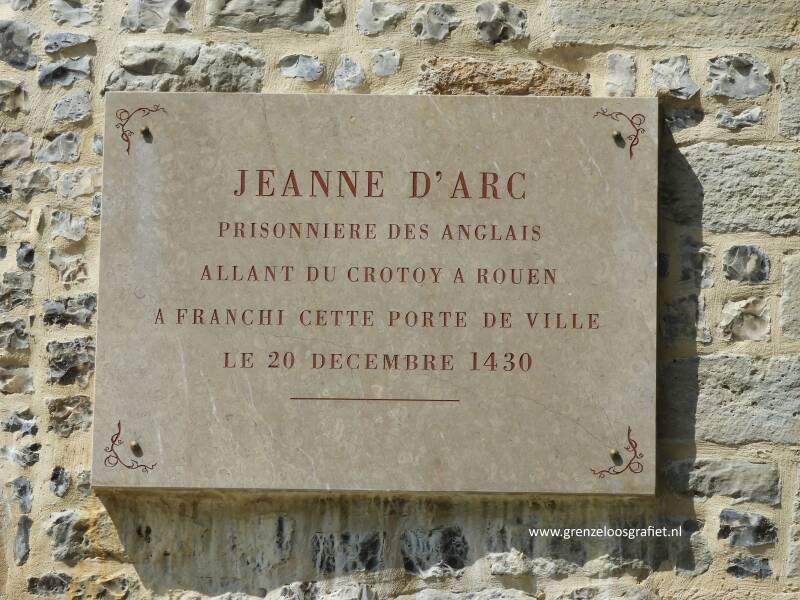 JEANNE D'ARC
PRISONNIERE DES ANGLAIS
ALLANT DU CROTOY A ROUEN
A FRANCHI CETTE PORTE DE VILLE
LE 20 DECEMBRE 1430
www.grenzeloosgrafiet.nl